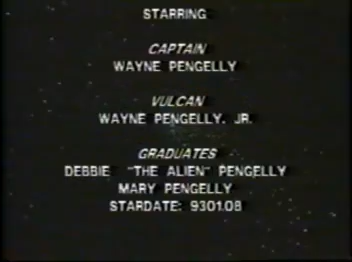 STARRING
CAPTAIN
WAYNE PENGELLY
VULCAN
WAYNE PENGELLY, JR.
GRADUATES
DEBBIE "THE ALIEN" PENGELLY
MARY PENGELLY
STARDATE: 9301.08